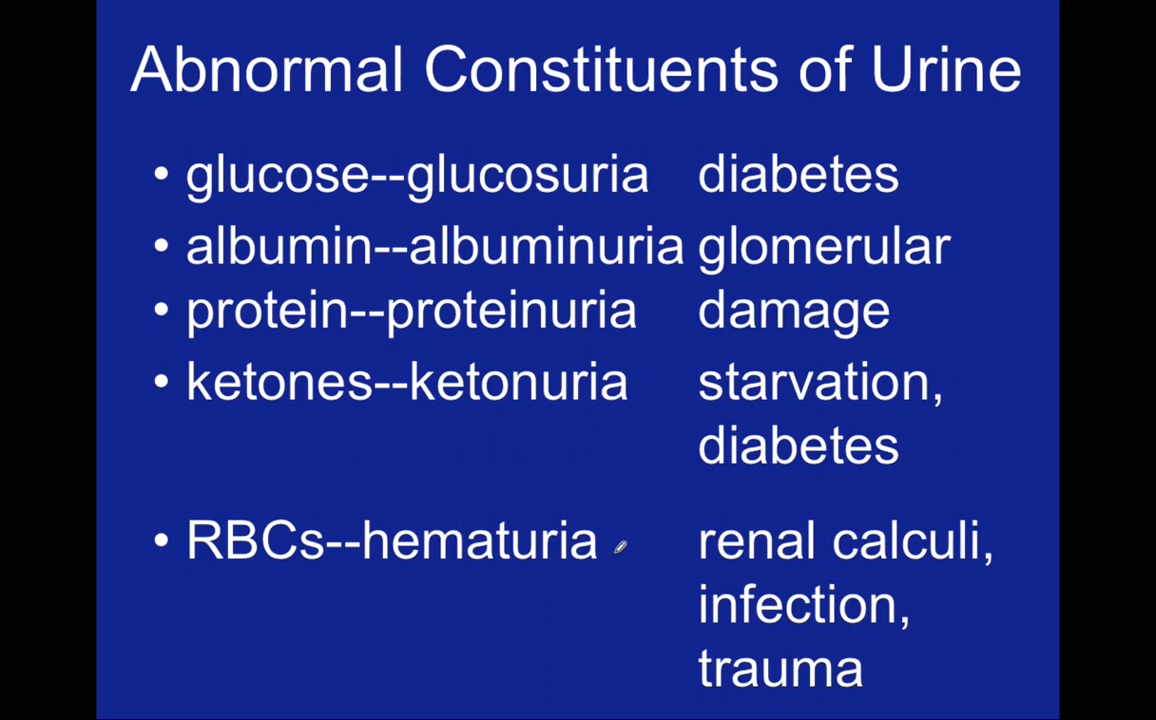 Abnormal Constituents of Urine
• glucose--glucosuria diabetes
• albumin--albuminuria glomerular
• protein--proteinuria damage
• ketones--ketonuria starvation,
diabetes
• RBCs--hematuria renal calculi,
infection,
trauma